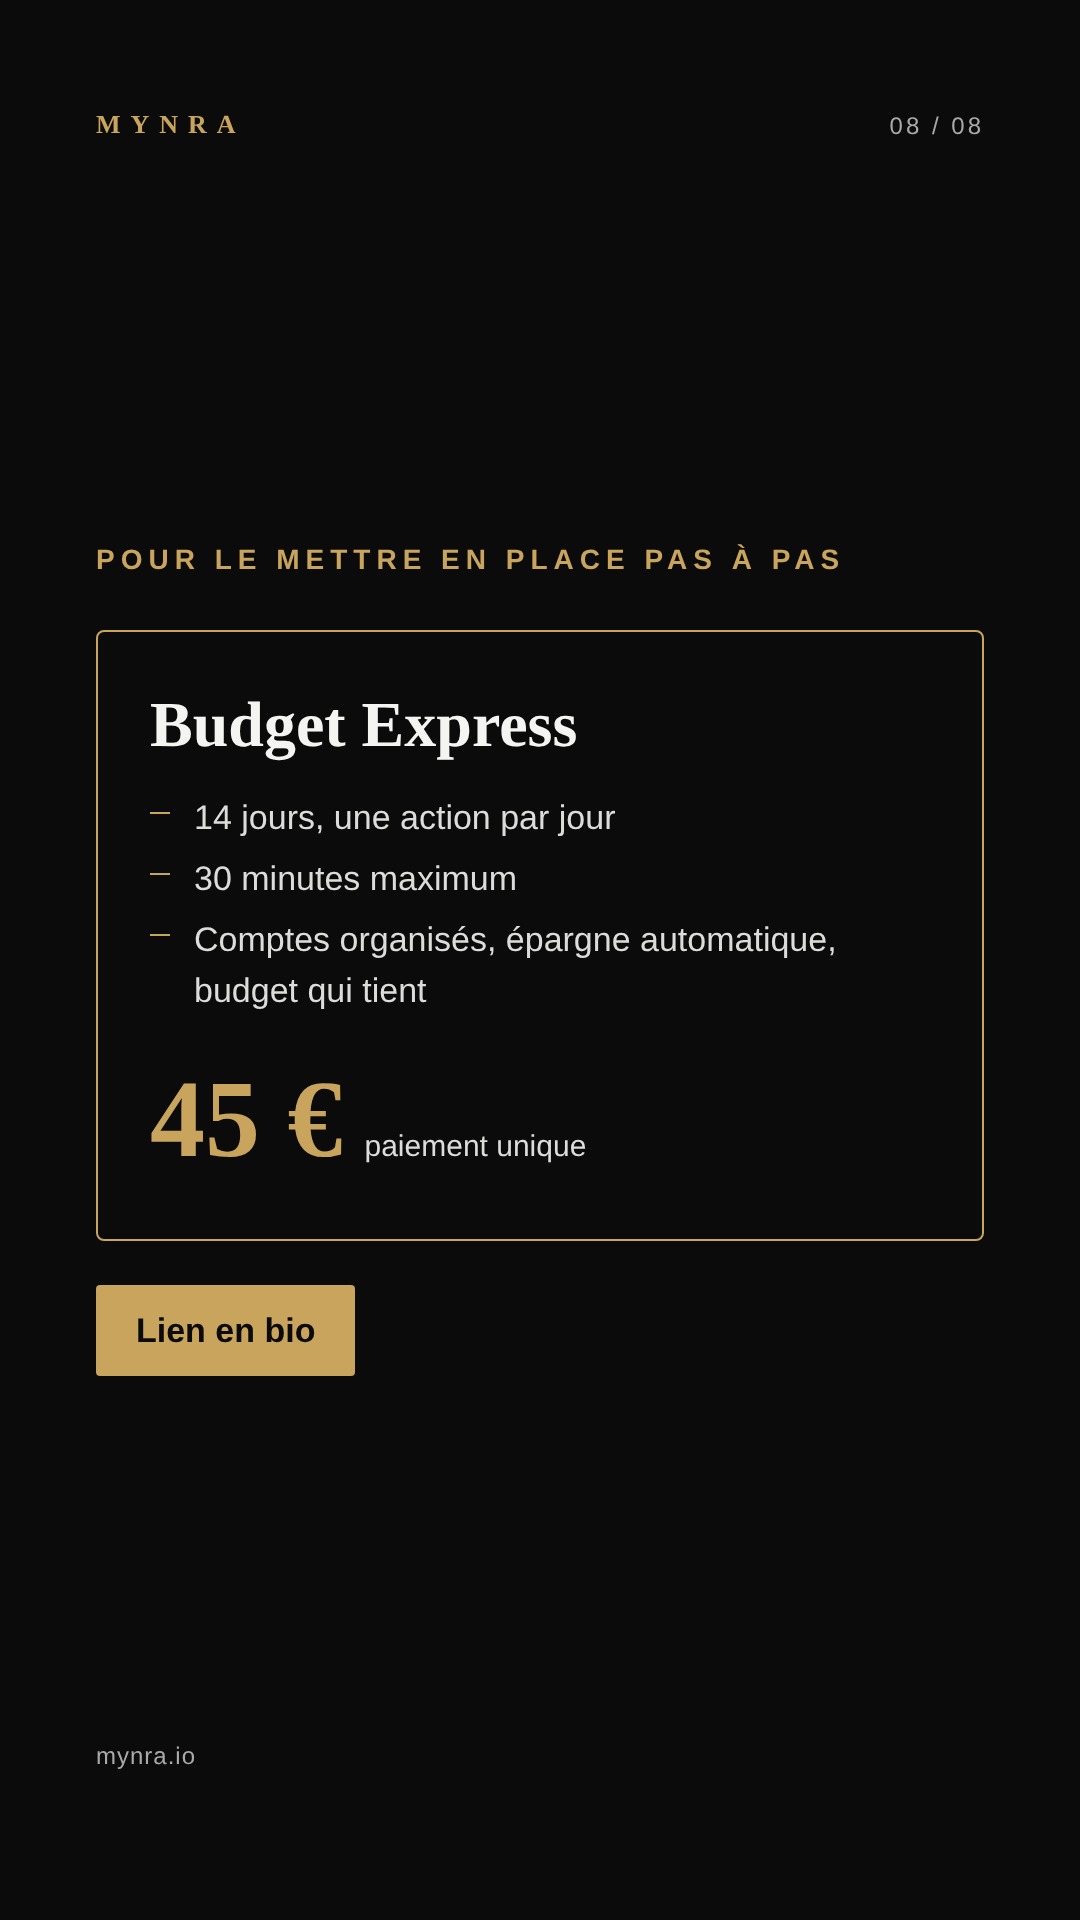 MYNRA
08 / 08
POUR LE METTRE EN PLACE PAS À PAS
Budget Express
— 14 jours, une action par jour
— 30 minutes maximum
— Comptes organisés, épargne automatique,
budget qui tient
45 € paiement unique
Lien en bio
mynra.io